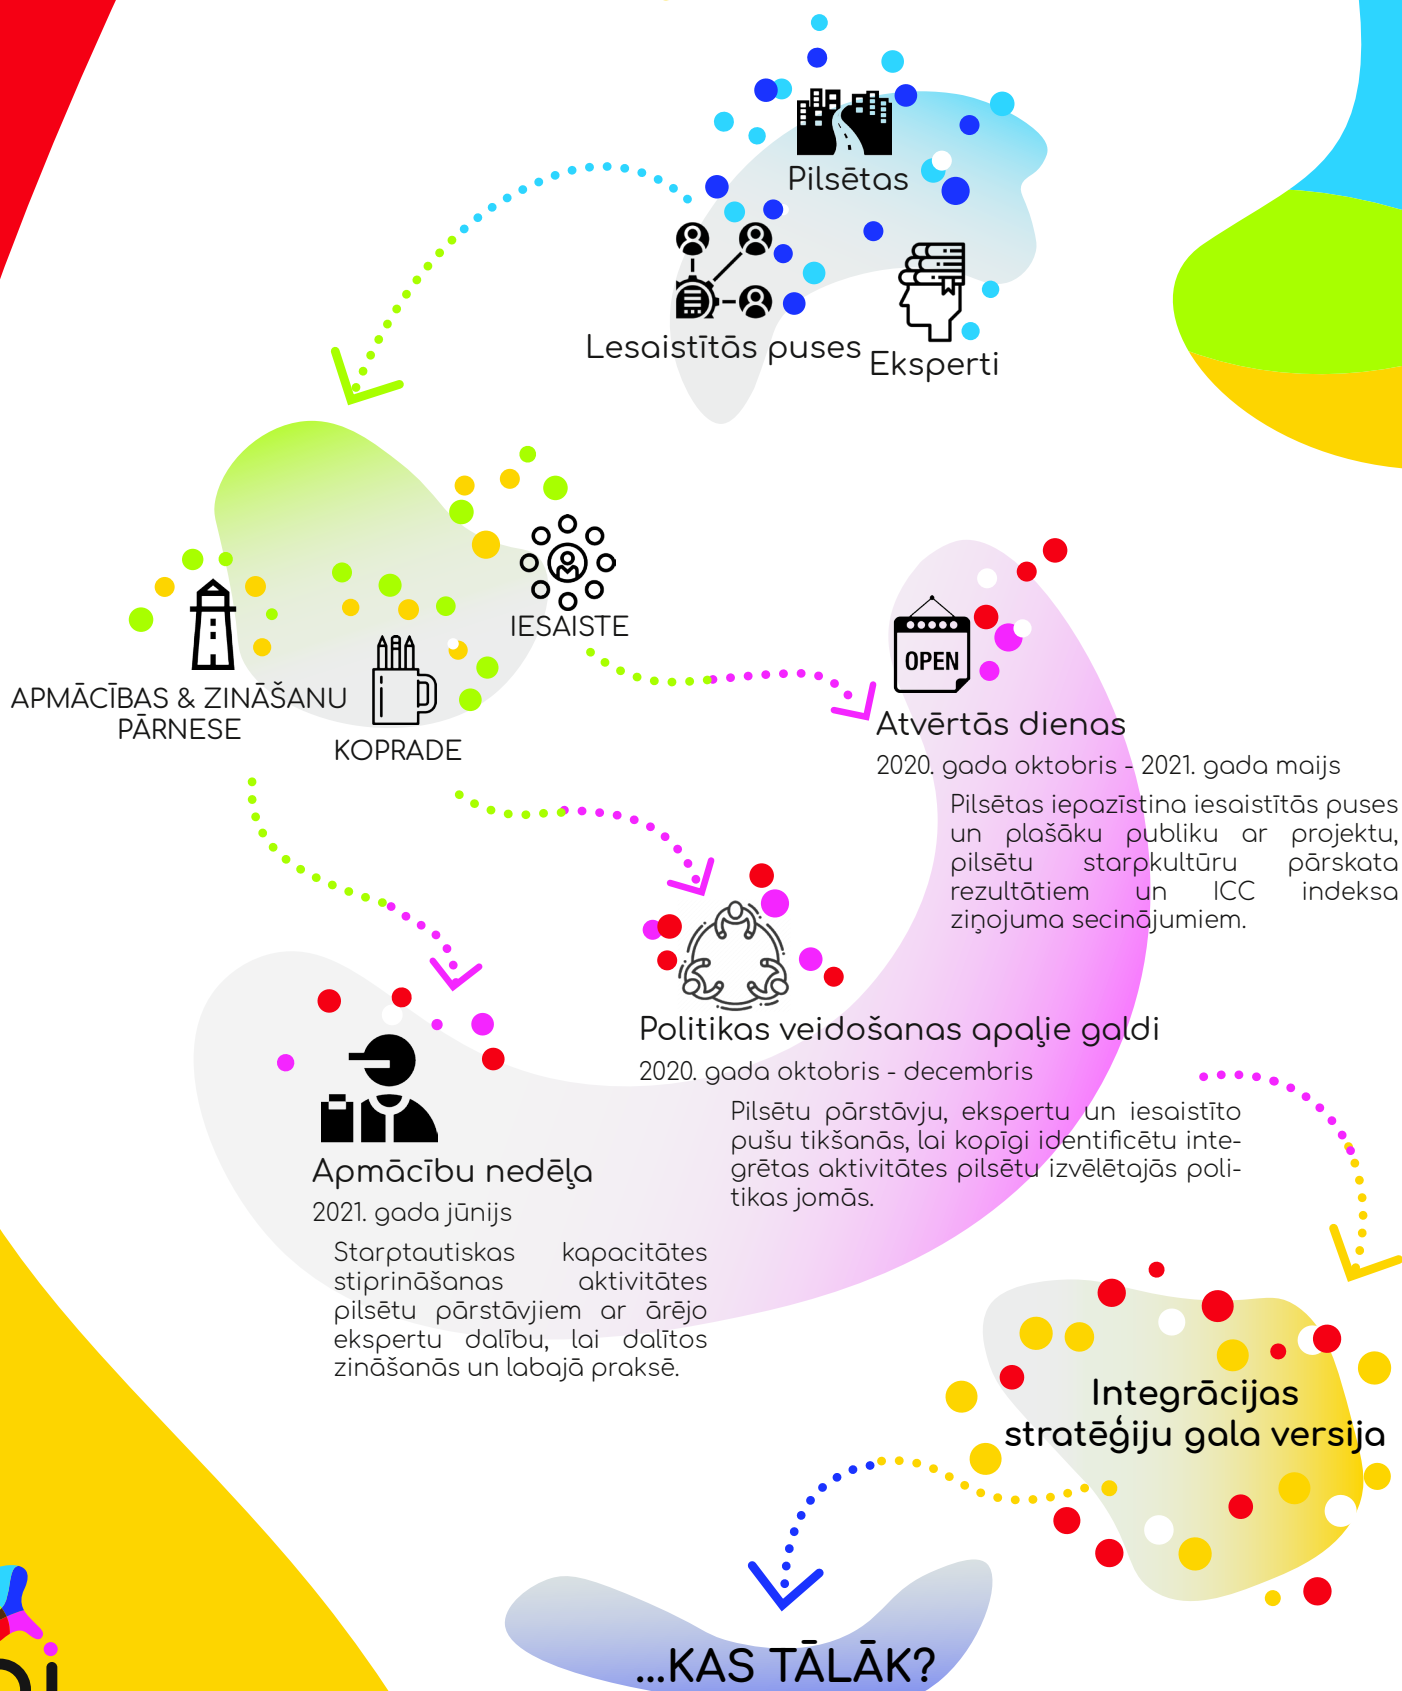 Pilsētas
Lesaistītās puses
Eksperti
IESAISTE
APMĀCĪBAS & ZINĀŠANU
PĀRNESE
KOPRADE
OPEN
Atvērtās dienas
2020. gada oktobris - 2021. gada maijs
Pilsētas iepazīstina iesaistītās puses
un plašāku publiku ar projektu,
pilsētu starpkultūru pārskata
rezultātiem un ICC indeksa
ziņojuma secinājumiem.
Politikas veidošanas apaļie galdi
2020. gada oktobris - decembris
Pilsētu pārstāvju, ekspertu un iesaistīto
pušu tikšanās, lai kopīgi identificētu inte-
grētas aktivitātes pilsētu izvēlētajās poli-
tikas jomās.
Apmācību nedēļa
2021. gada jūnijs
Starptautiskas kapacitātes
stiprināšanas aktivitātes
pilsētu pārstāvjiem ar ārējo
ekspertu dalību, lai dalītos
zināšanās un labajā praksē.
Integrācijas
stratēģiju gala versija
...KAS TĀLĀK?